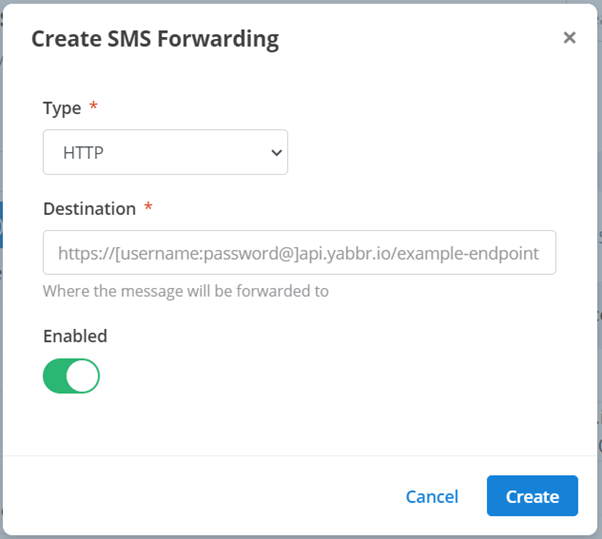 Create SMS Forwarding
×
Type *
HTTP
Destination *
https://[username:password@]api.yabbr.io/example-endpoint
Where the message will be forwarded to
Enabled
Cancel
Create